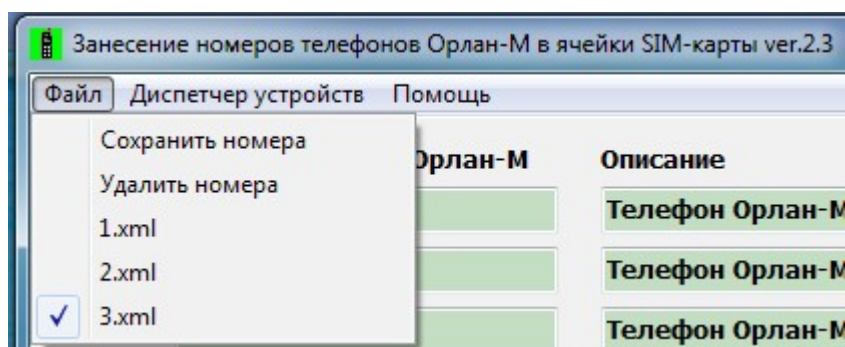 Занесение номеров телефонов Орлан-М в ячейки SIM-карты ver.2.3
Файл Диспетчер устройств Помощь
Сохранить номера
Удалить номера
1.xml
2.xml
3.xml
Орлан-М Описание
Телефон Орлан-М
Телефон Орлан-М
Телефон Орлан-М